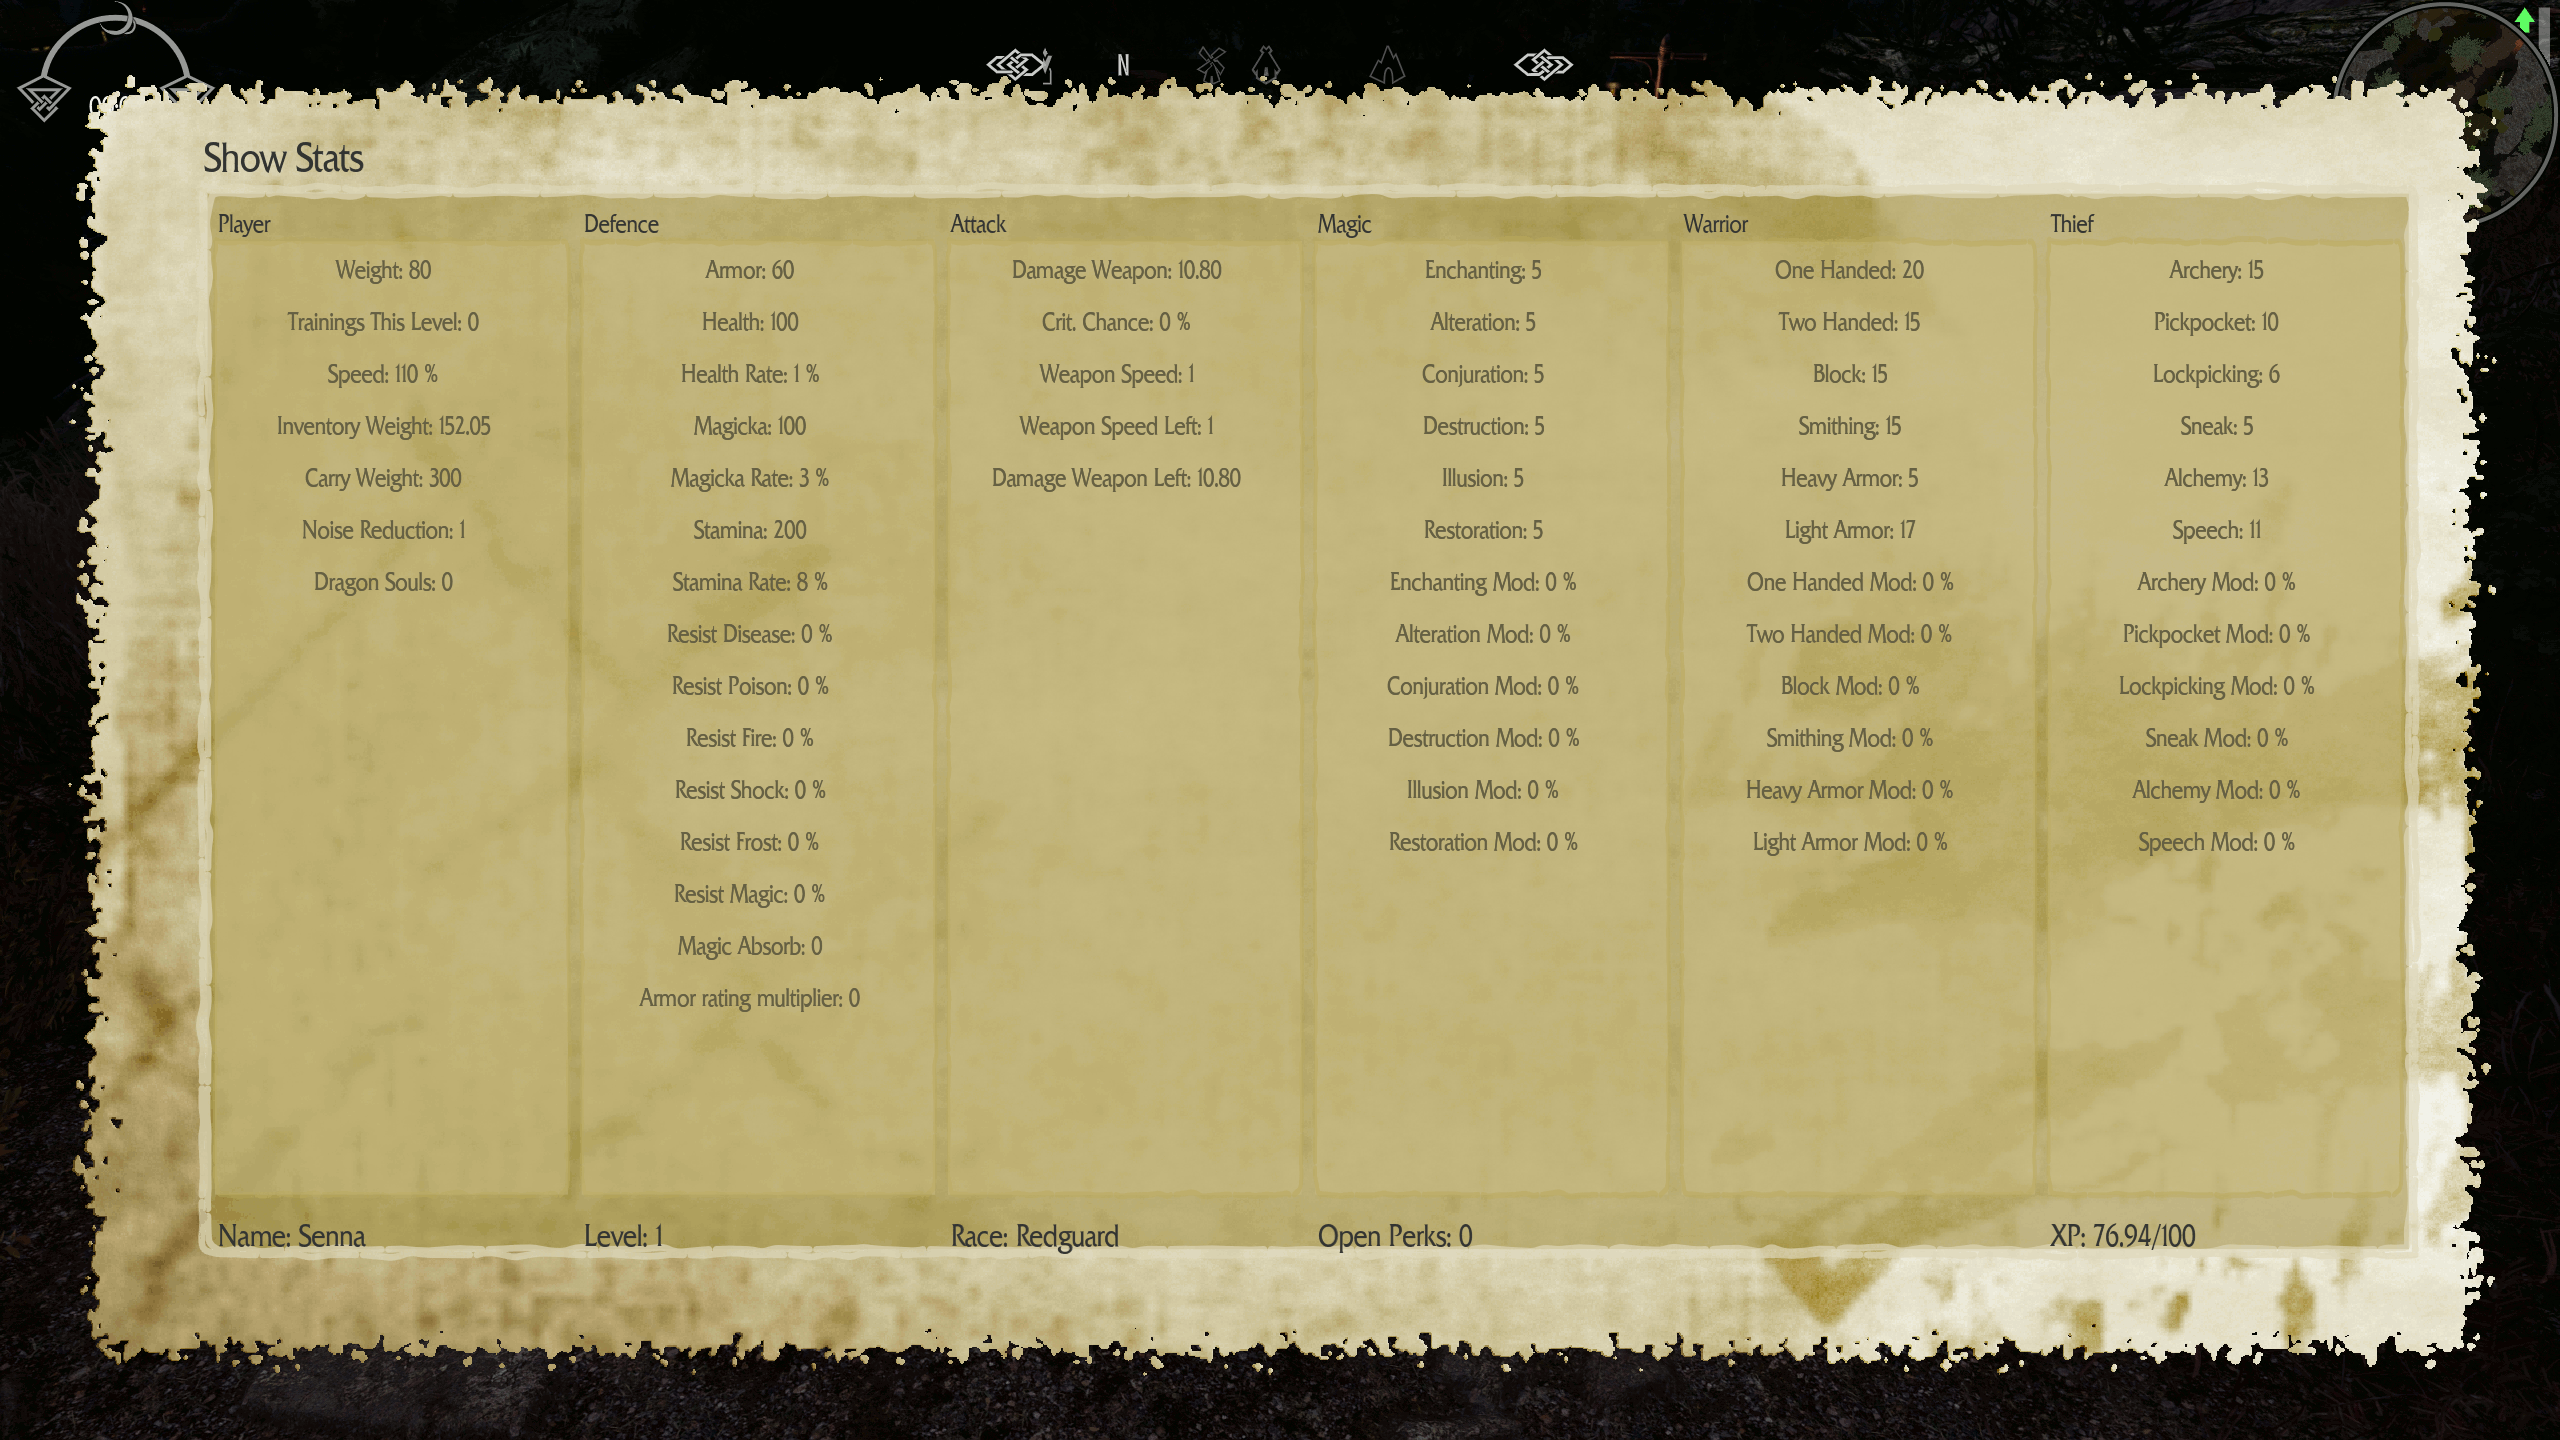 N
Show Stats
Player
Weight: 80
Trainings This Level: 0
Speed: 110 %
Inventory Weight: 152.05
Carry Weight: 300
Noise Reduction: 1
Dragon Souls: 0
Defence
Armor: 60
Health: 100
Health Rate: 1 %
Magicka: 100
Magicka Rate: 3 %
Stamina: 200
Stamina Rate: 8 %
Resist Disease: 0 %
Resist Poison: 0 %
Resist Fire: 0 %
Resist Shock: 0 %
Resist Frost: 0 %
Resist Magic: 0 %
Magic Absorb: 0
Armor rating multiplier: 0
Attack
Damage Weapon: 10.80
Crit. Chance: 0 %
Weapon Speed: 1
Weapon Speed Left: 1
Damage Weapon Left: 10.80
Magic
Enchanting: 5
Alteration: 5
Conjuration: 5
Destruction: 5
Illusion: 5
Restoration: 5
Enchanting Mod: 0 %
Alteration Mod: 0 %
Conjuration Mod: 0 %
Destruction Mod: 0 %
Illusion Mod: 0 %
Restoration Mod: 0 %
Warrior
One Handed: 20
Two Handed: 15
Block: 15
Smithing: 15
Heavy Armor: 5
Light Armor: 17
One Handed Mod: 0 %
Two Handed Mod: 0 %
Block Mod: 0 %
Smithing Mod: 0 %
Heavy Armor Mod: 0 %
Light Armor Mod: 0 %
Thief
Archery: 15
Pickpocket: 10
Lockpicking: 6
Sneak: 5
Alchemy: 13
Speech: 11
Archery Mod: 0 %
Pickpocket Mod: 0 %
Lockpicking Mod: 0 %
Sneak Mod: 0 %
Alchemy Mod: 0 %
Speech Mod: 0 %
Name: Senna
Level: 1
Race: Redguard
Open Perks: 0
XP: 76.94/100